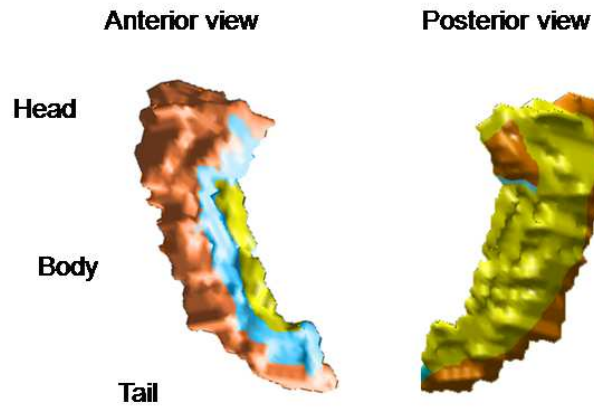 Anterior view
Posterior view
Head
Body
Tail